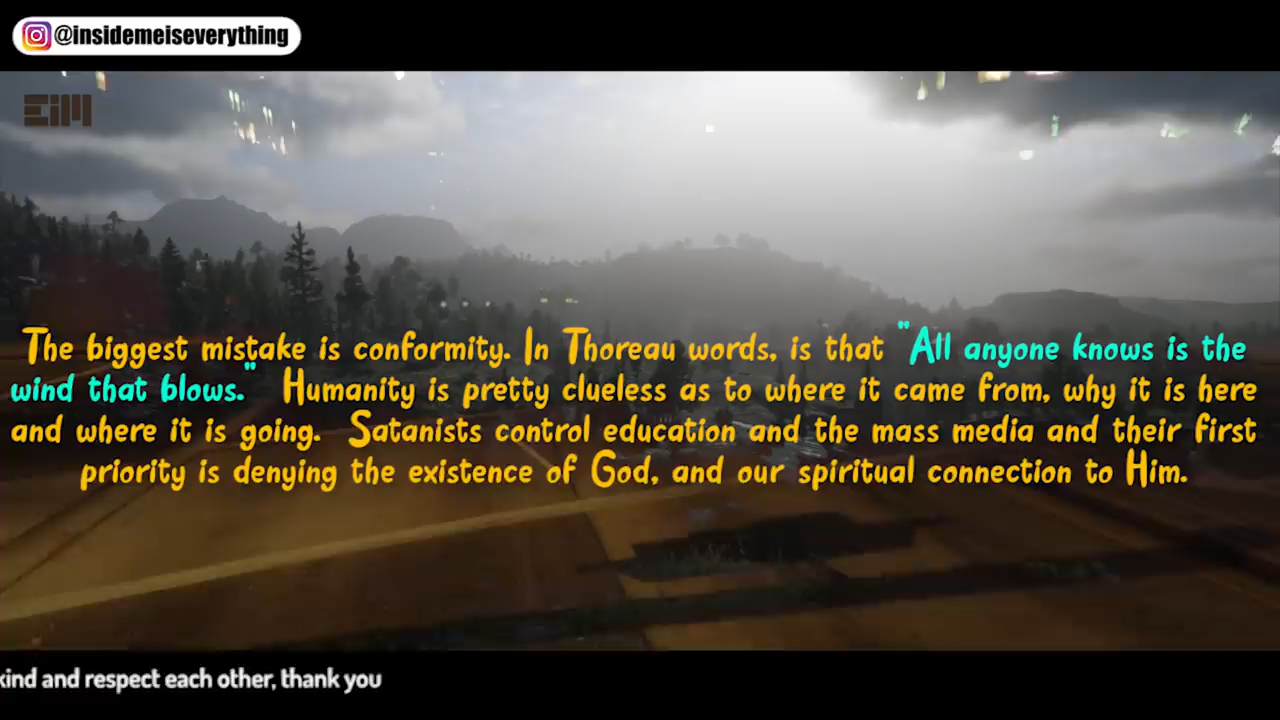 @insidemeiseverything
EiM
The biggest mistake is conformity. In Thoreau words, is that "All anyone knows is the
wind that blows." Humanity is pretty clueless as to where it came from, why it is here
and where it is going. Satanists control education and the mass media and their first
priority is denying the existence of God, and our spiritual connection to Him.
kind and respect each other, thank you